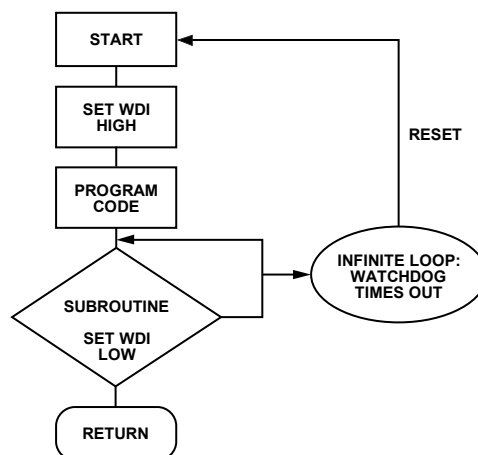 START
SET WDI
HIGH
PROGRAM
CODE
SUBROUTINE
SET WDI
LOW
RETURN
INFINITE LOOP:
WATCHDOG
TIMES OUT
RESET